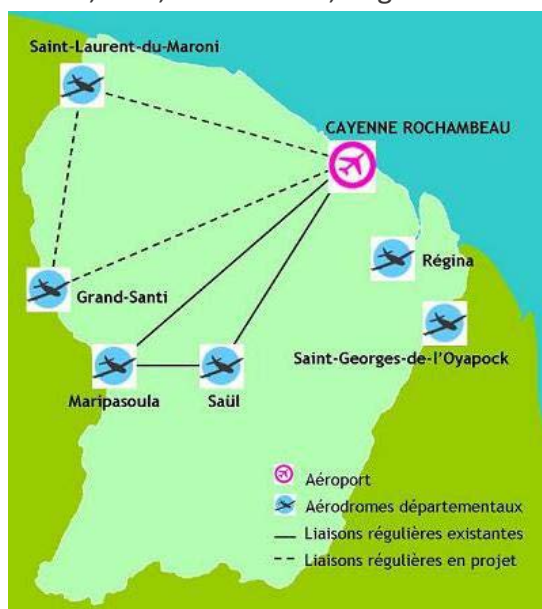 Saint-Laurent-du-Maroni
CAYENNE ROCHAMBEAU
Régina
Grand-Santi
Saint-Georges-de-l'Oyapock
Maripasoula
Saül
Aéroport
Aérodromes départementaux
Liaisons régulières existantes
Liaisons régulières en projet